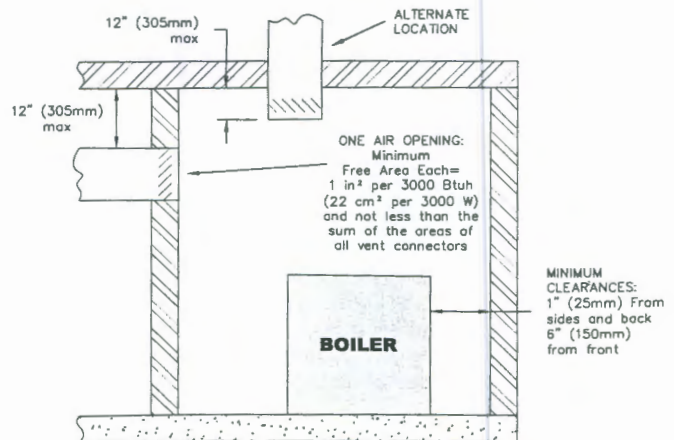 12" (305mm)
max
ALTERNATE
LOCATION
12" (305mm)
max
ONE AIR OPENING:
Minimum
Free Area Each=
1 in² per 3000 Btuh
(22 cm² per 3000 W)
and not less than the
sum of the areas of
all vent connectors
MINIMUM
CLEARANCES:
1" (25mm) From
sides and back
6" (150mm)
from front
BOILER